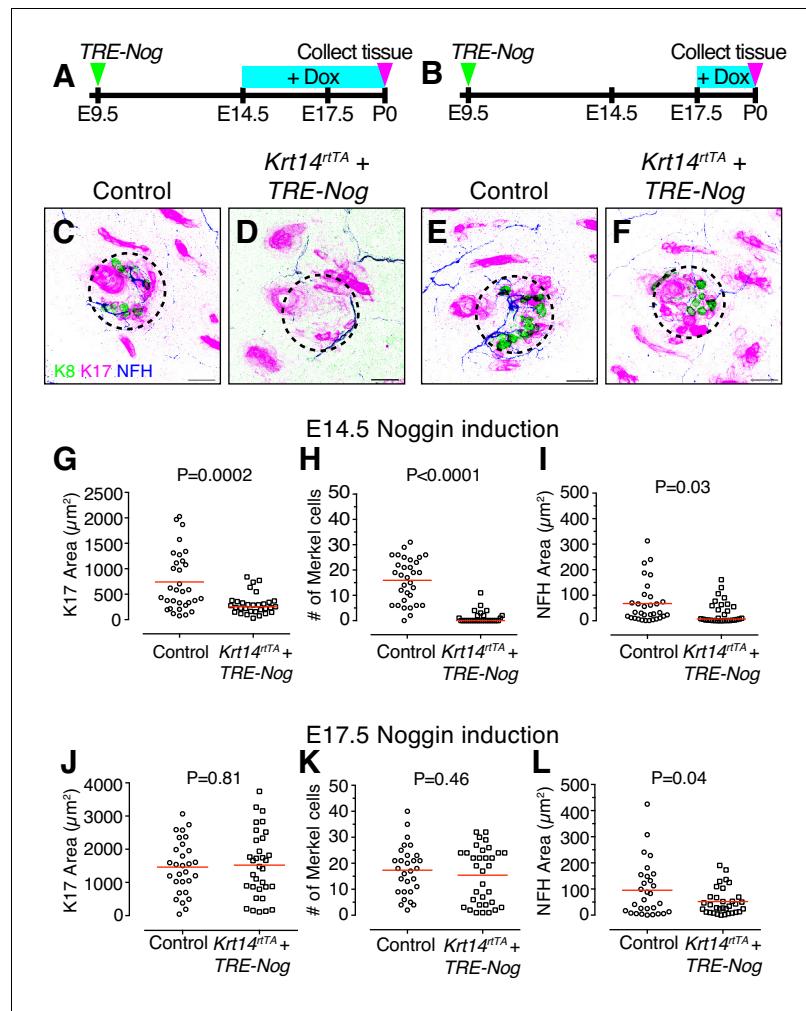 A
TRE-Nog
Collect tissue
+ Dox
E9.5 E14.5 E17.5 P0
B
TRE-Nog
Collect tissue
+ Dox
E9.5 E14.5 E17.5 P0
Control
Krt14rtTA +
TRE-Nog
Control
Krt14rtTA +
TRE-Nog
C D E F
K8 K17 NFH
E14.5 Noggin induction
G
P=0.0002
K17 Area (µm²)
2500
2000
1500
1000
500
0
Control Krt14rtTA +
TRE-Nog
H
P<0.0001
# of Merkel cells
50
40
30
20
10
0
Control Krt14rtTA +
TRE-Nog
I
P=0.03
NFH Area (µm²)
500
400
300
200
100
0
Control Krt14rtTA +
TRE-Nog
E17.5 Noggin induction
J
P=0.81
K17 Area (µm²)
4000
3000
2000
1000
0
Control Krt14rtTA +
TRE-Nog
K
P=0.46
# of Merkel cells
50
40
30
20
10
0
Control Krt14rtTA +
TRE-Nog
L
P=0.04
NFH Area (µm²)
500
400
300
200
100
0
Control Krt14rtTA +
TRE-Nog